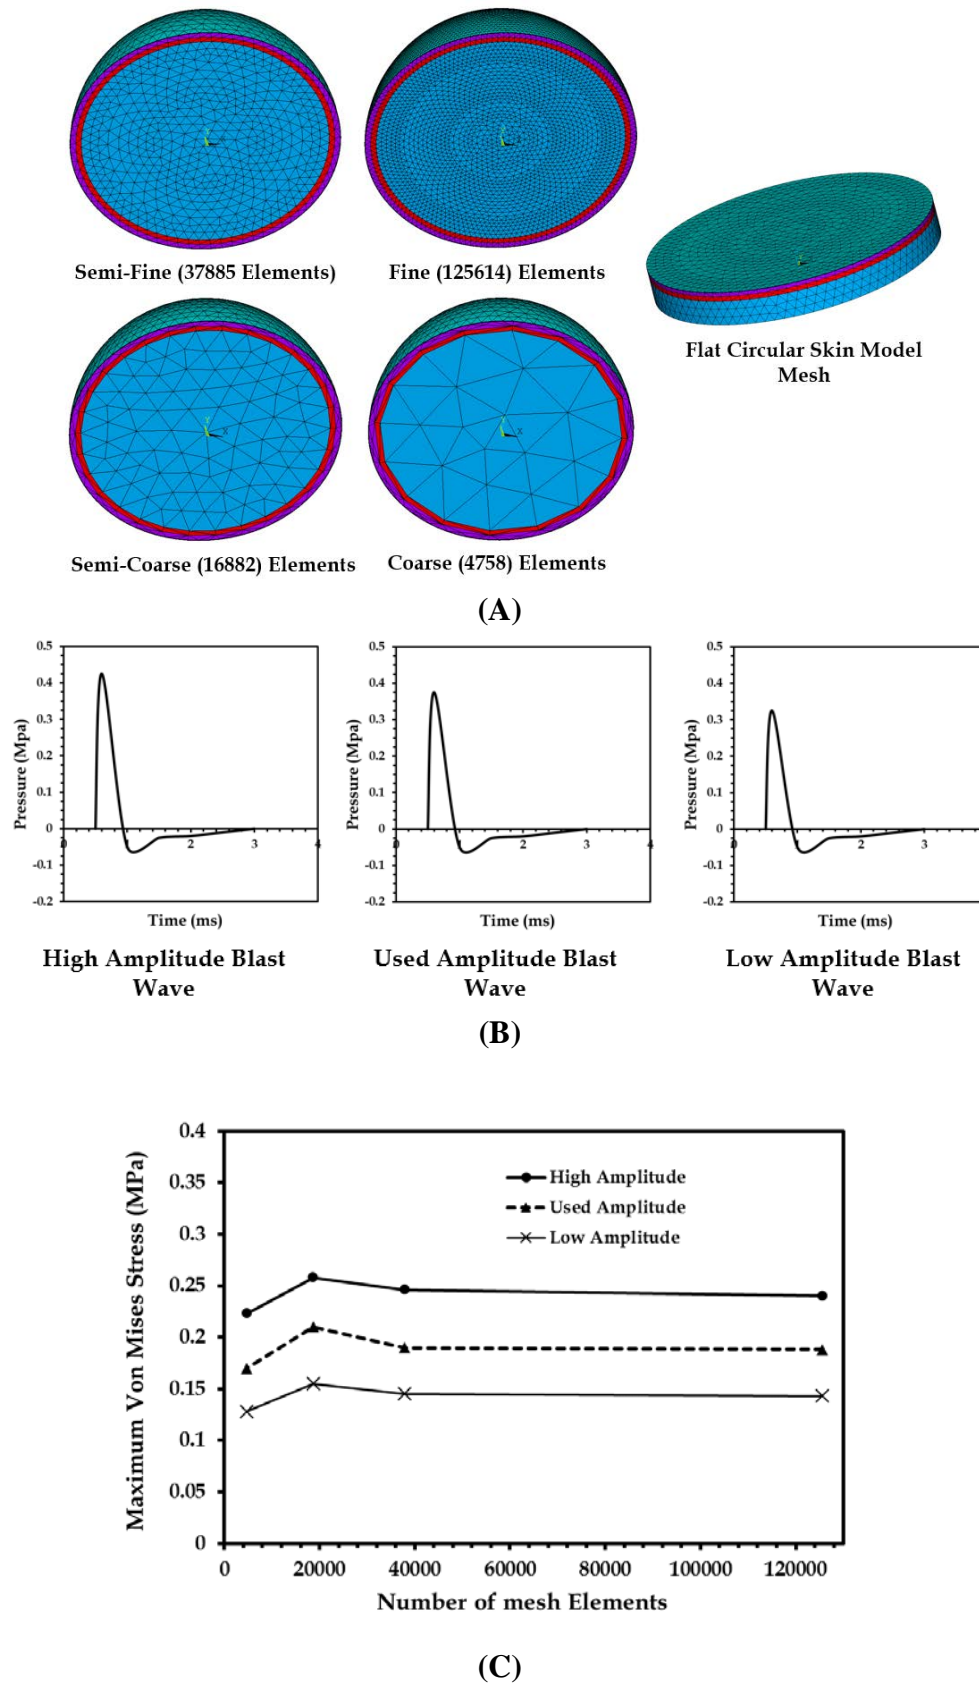 Semi-Fine (37885 Elements)
Fine (125614) Elements
Flat Circular Skin Model
Mesh
Semi-Coarse (16882) Elements
Coarse (4758) Elements
(A)
0.5
0.4
0.3
0.2
0.1
0
-0.1
-0.2
0
1
2
3
4
Pressure (Mpa)
Time (ms)
High Amplitude Blast
Wave
0.5
0.4
0.3
0.2
0.1
0
-0.1
-0.2
0
1
2
3
4
Pressure (Mpa)
Time (ms)
Used Amplitude Blast
Wave
0.5
0.4
0.3
0.2
0.1
0
-0.1
-0.2
0
1
2
3
Pressure (Mpa)
Time (ms)
Low Amplitude Blast
Wave
(B)
0.4
0.35
0.3
0.25
0.2
0.15
0.1
0.05
0
Maximum Von Mises Stress (MPa)
High Amplitude
Used Amplitude
Low Amplitude
0
20000
40000
60000
80000
100000
120000
Number of mesh Elements
(C)